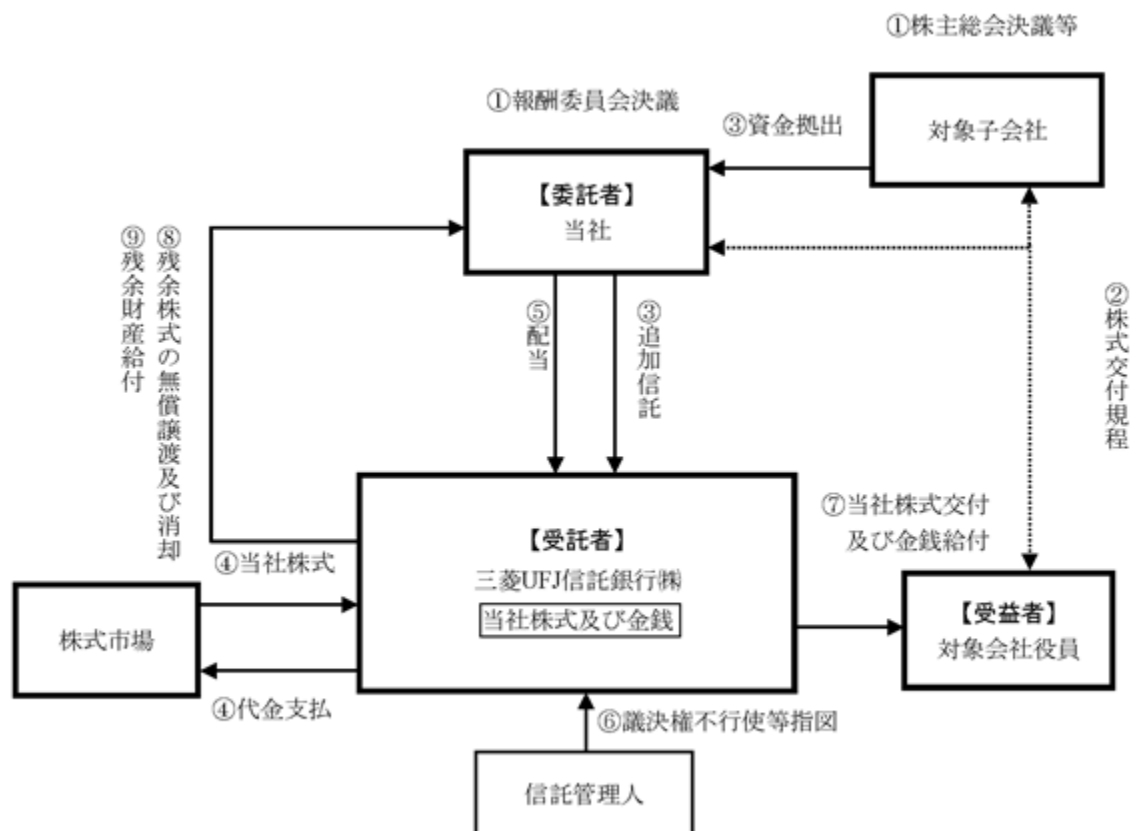 ①株主総会決議等
対象子会社
①報酬委員会決議
③資金拠出
【委託者】
当社
⑨残余財産給付
⑧残余株式の無償譲渡及び消却
⑤配当
③追加信託
②株式交付規程
⑦当社株式交付
及び金銭給付
【受託者】
三菱UFJ信託銀行㈱
当社株式及び金銭
④当社株式
株式市場
④代金支払
【受益者】
対象会社役員
⑥議決権不行使等指図
信託管理人